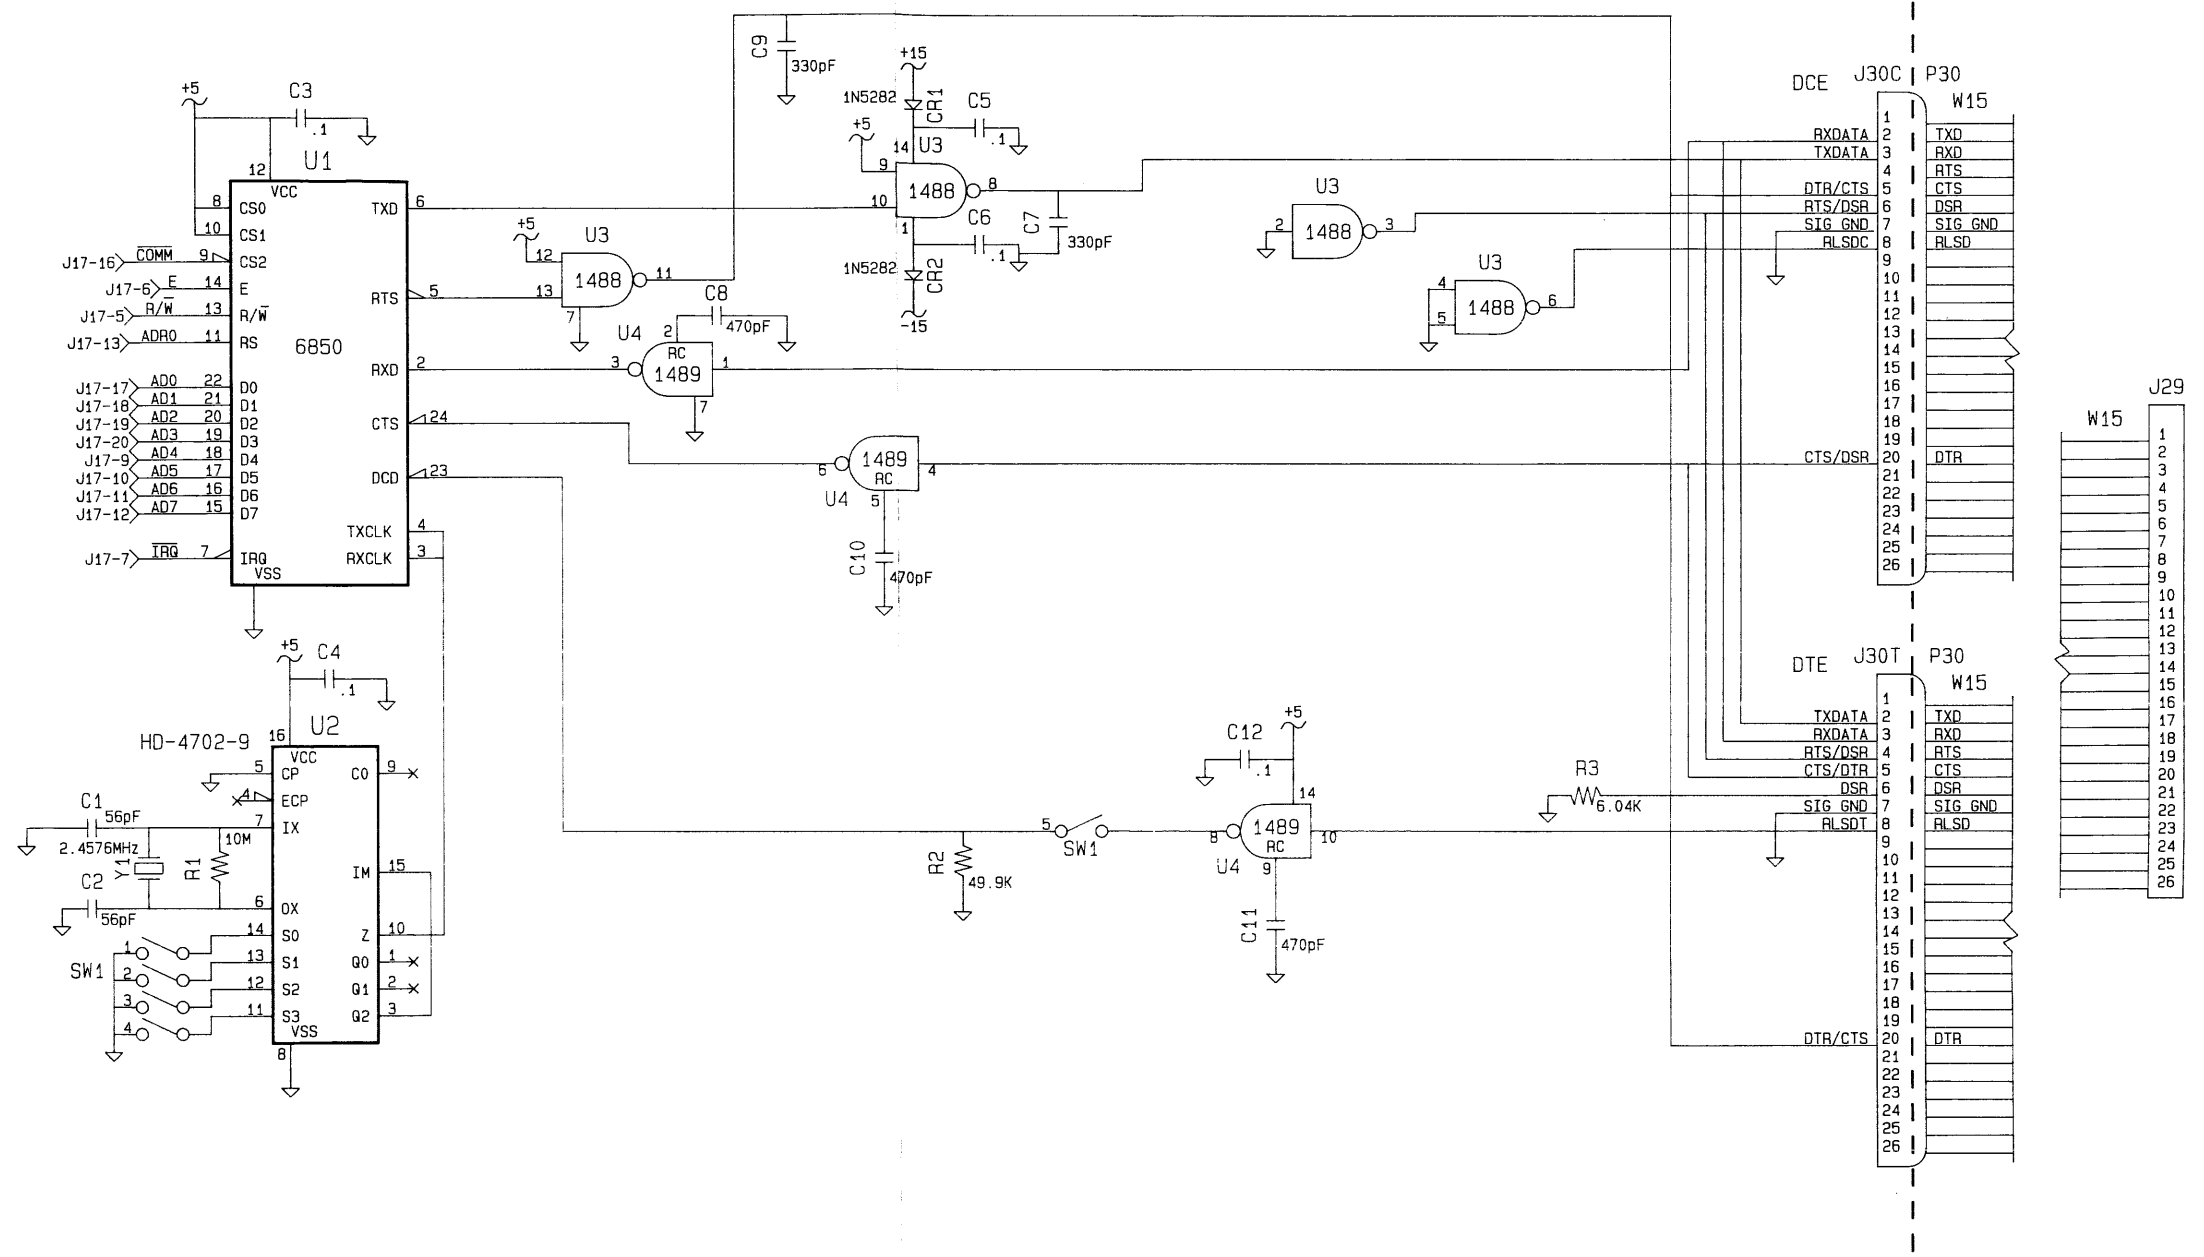 C9
330pF
+15
1N5282
CR1
C5
.1
+5
14
U3
9
1488
8
10
1
C6
.1
C7
330pF
1N5282
CR2
-15
+5
C3
.1
U1
12
VCC
8 CS0
10 CS1
J17-16 COMM 9 CS2
J17-6 E 14 E
J17-5 R/W 13 R/W
J17-13 ADR0 11 RS
6850
J17-17 AD0 22 D0
J17-18 AD1 21 D1
J17-19 AD2 20 D2
J17-20 AD3 19 D3
J17-9 AD4 18 D4
J17-10 AD5 17 D5
J17-11 AD6 16 D6
J17-12 AD7 15 D7
J17-7 IRQ 7 IRQ
VSS
TXD 6
RTS 5
RXD 2
CTS 24
DCD 23
TXCLK 4
RXCLK 3
+5
U3
12
1488
11
13
7
C8
470pF
U4
2
RC
3
1489
1
7
1489
RC
6
4
U4
5
C10
470pF
U3
2
1488
3
U3
4
1488
6
5
+5
C4
.1
U2
HD-4702-9
16
VCC
5 CP
4 ECP
7 IX
6 OX
14 S0
13 S1
12 S2
11 S3
VSS
8
CO 9
IM 15
Z 10
Q0 1
Q1 2
Q2 3
C1
56pF
2.4576MHz
Y1
R1
10M
C2
56pF
SW1
1
2
3
4
R2
49.9K
5
SW1
+5
C12
.1
14
8
1489
10
RC
U4
9
C11
470pF
R3
6.04K
DCE
J30C
P30
W15
1
RXDATA 2 TXD
TXDATA 3 RXD
4 RTS
DTR/CTS 5 CTS
RTS/DSR 6 DSR
SIG GND 7 SIG GND
RLSDC 8 RLSD
9
10
11
12
13
14
15
16
17
18
19
CTS/DSR 20 DTR
21
22
23
24
25
26
DTE
J30T
P30
W15
1
TXDATA 2 TXD
RXDATA 3 RXD
RTS/DSR 4 RTS
CTS/DTR 5 CTS
DSR 6 DSR
SIG GND 7 SIG GND
RLSDT 8 RLSD
9
10
11
12
13
14
15
16
17
18
19
DTR/CTS 20 DTR
21
22
23
24
25
26
J29
W15
1
2
3
4
5
6
7
8
9
10
11
12
13
14
15
16
17
18
19
20
21
22
23
24
25
26